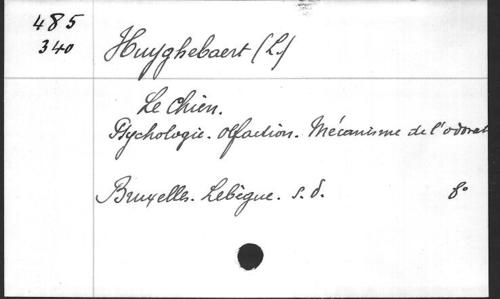 485
340
Huyghebaert (L.)
Le Chien.
Psychologie. Olfaction. Mécanisme de l'odorat
Bruxelles. Lebègue. s. d. 8°